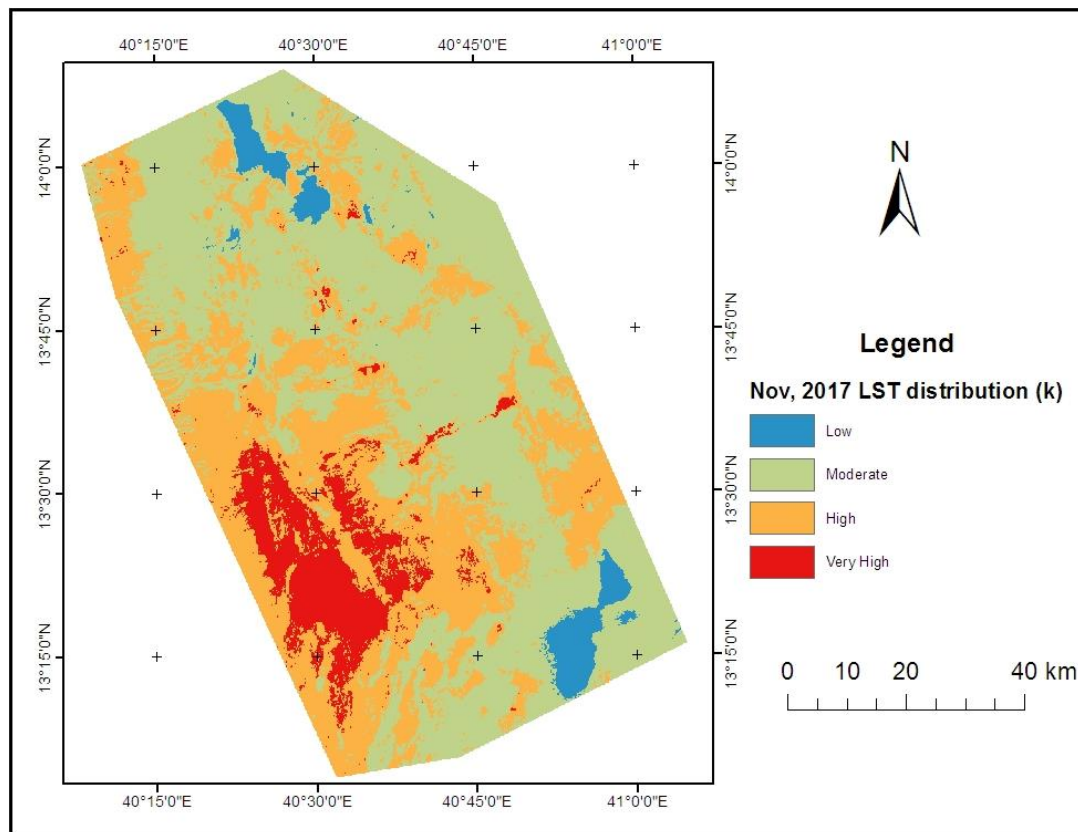 40°15'0"E 40°30'0"E 40°45'0"E 41°0'0"E
14°0'0"N 14°0'0"N
N
13°45'0"N 13°45'0"N
Legend
Nov, 2017 LST distribution (k)
Low
Moderate
High
Very High
13°30'0"N 13°30'0"N
13°15'0"N 13°15'0"N
0 10 20 40 km
40°15'0"E 40°30'0"E 40°45'0"E 41°0'0"E